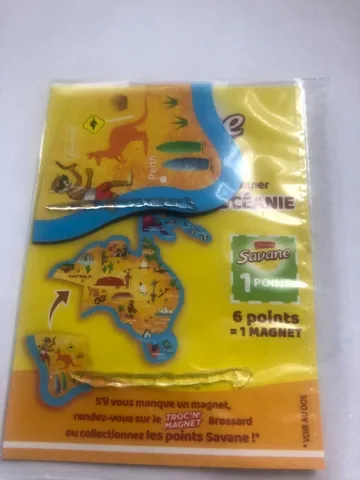 e
Perth
nner
OCÉANIE
Savane
1 POINT
6 points
= 1 MAGNET
S'il vous manque un magnet,
rendez-vous sur le TROC'N' MAGNET Brossard
ou collectionnez les points Savane !*
* VOIR AU DOS